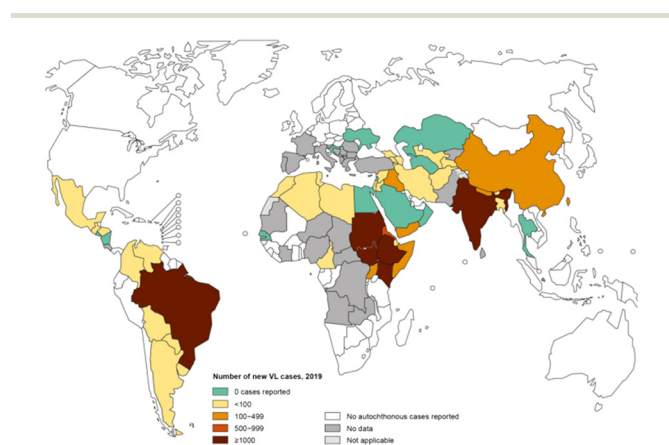 Number of new VL cases, 2019
0 cases reported
<100
100–499
500–999
≥1000
No autochthonous cases reported
No data
Not applicable